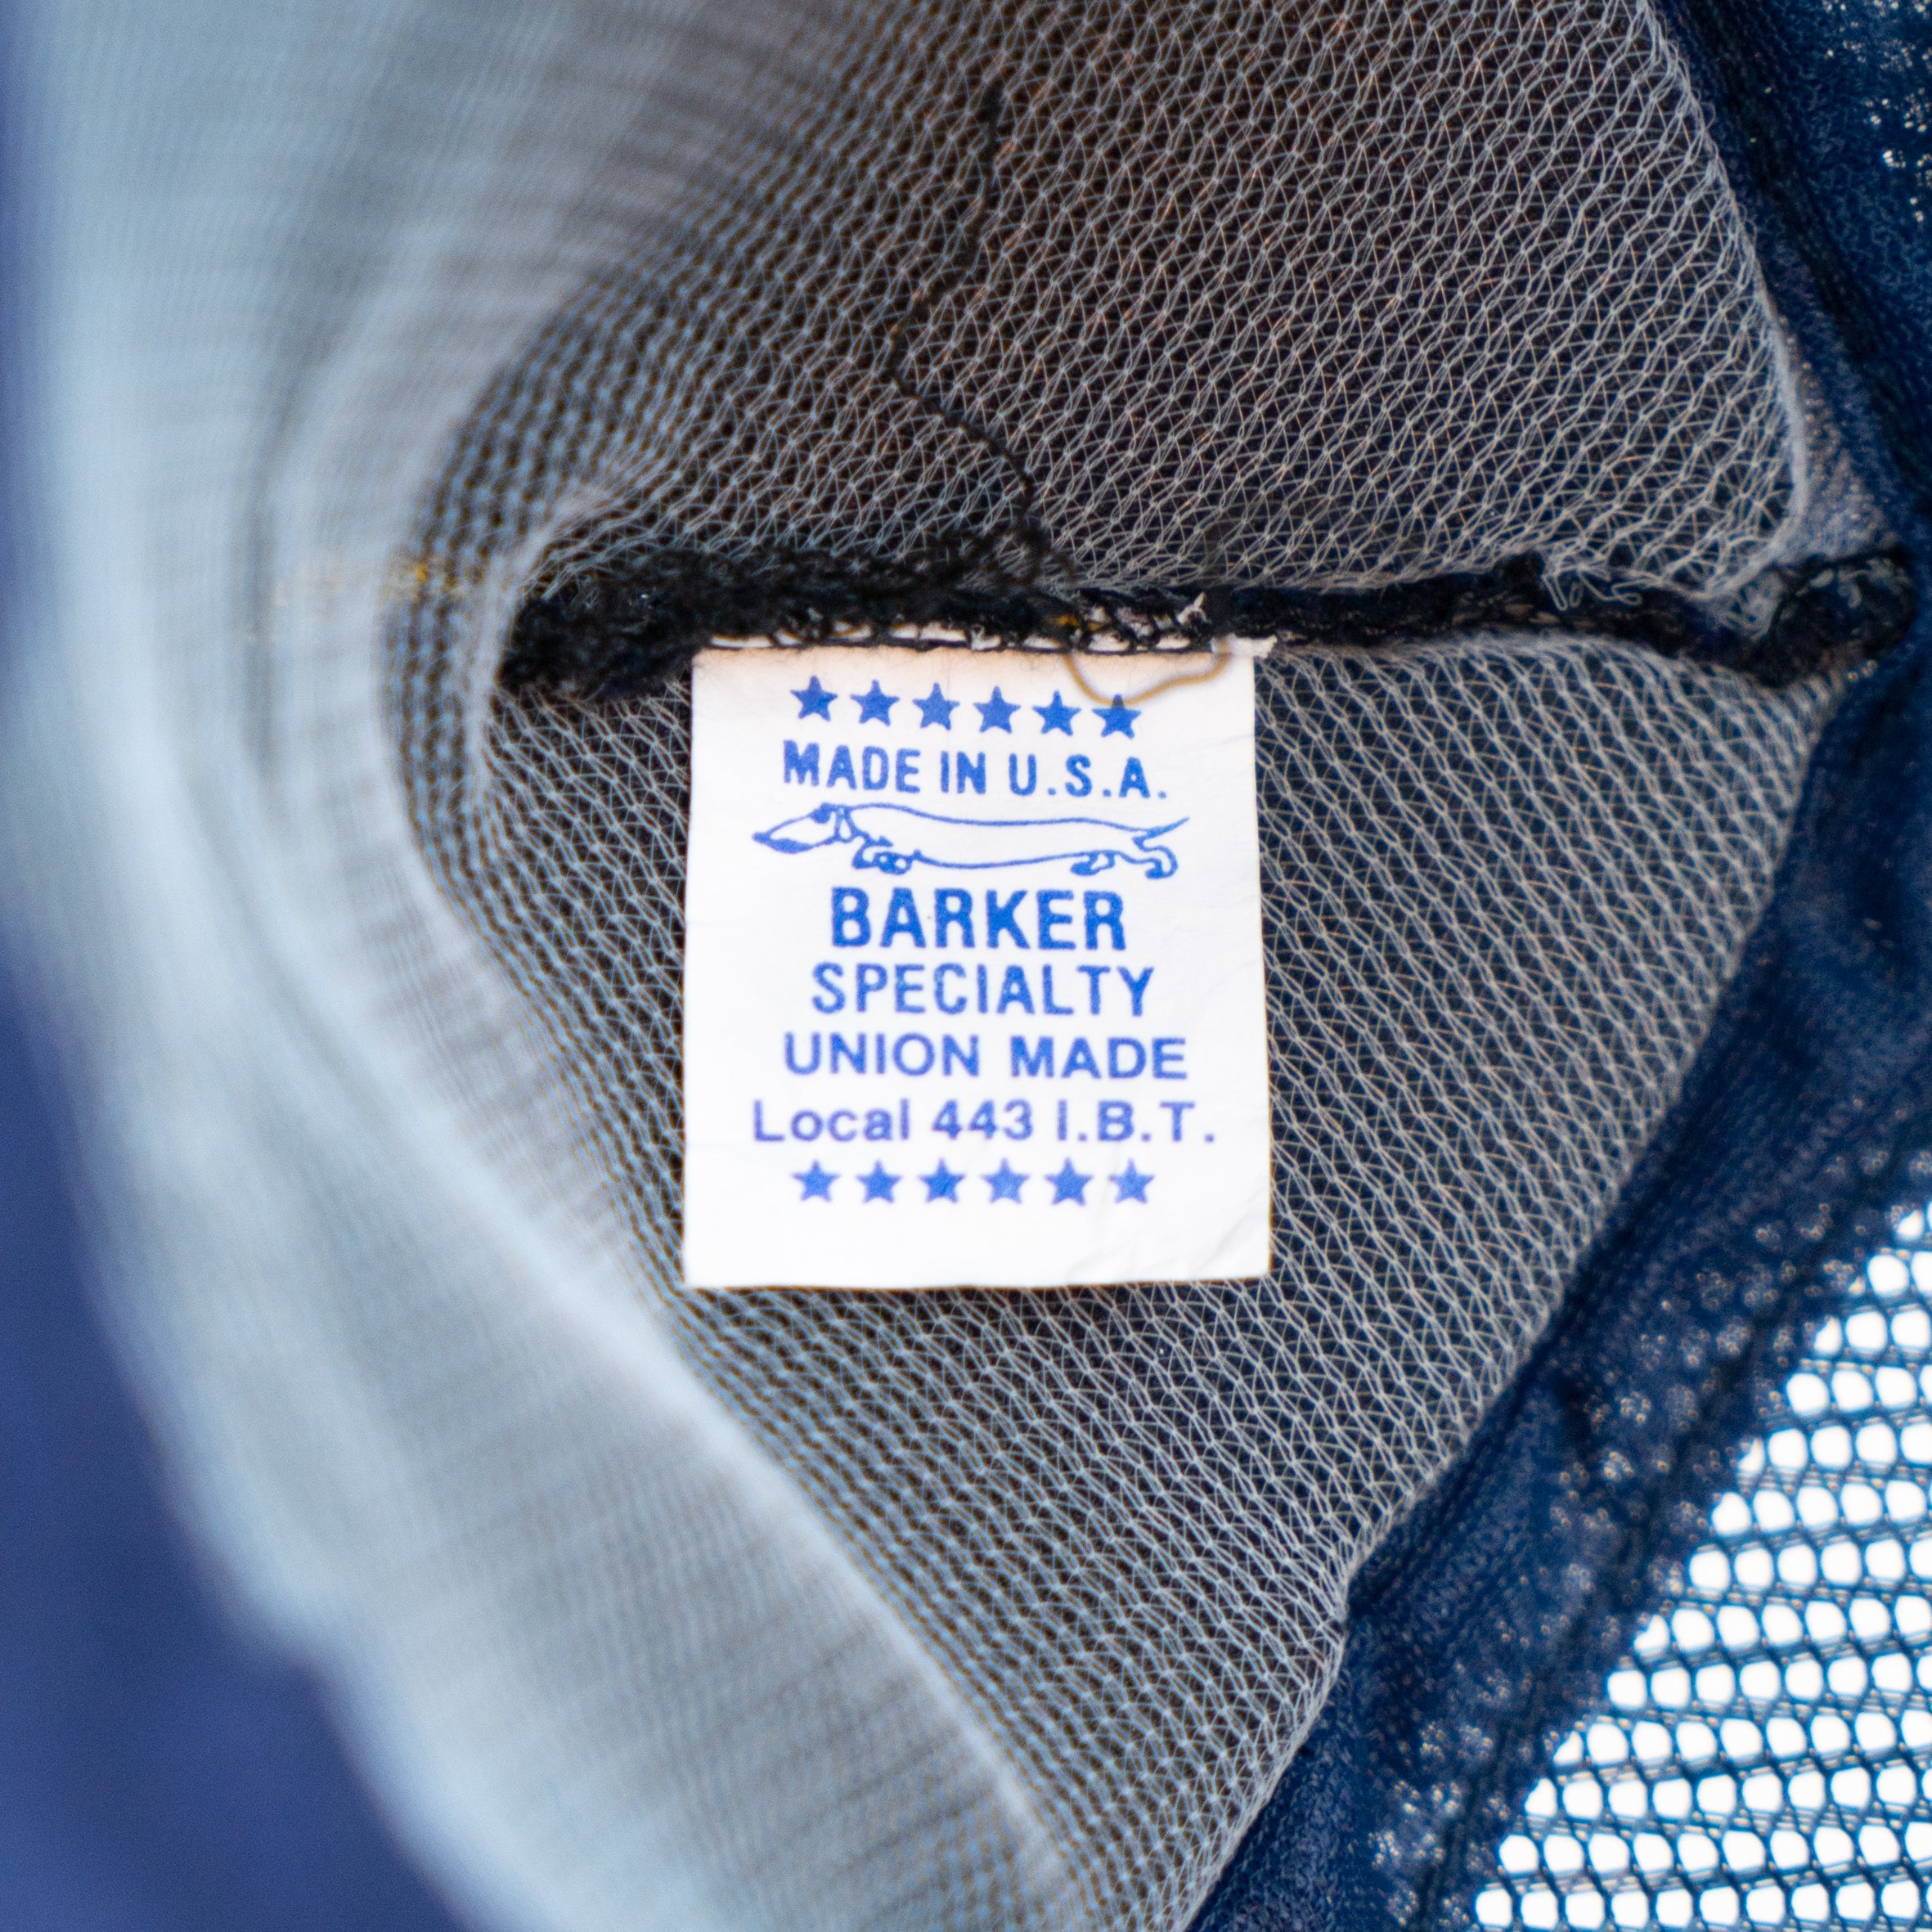 MADE IN U.S.A.
BARKER
SPECIALTY
UNION MADE
Local 443 I.B.T.